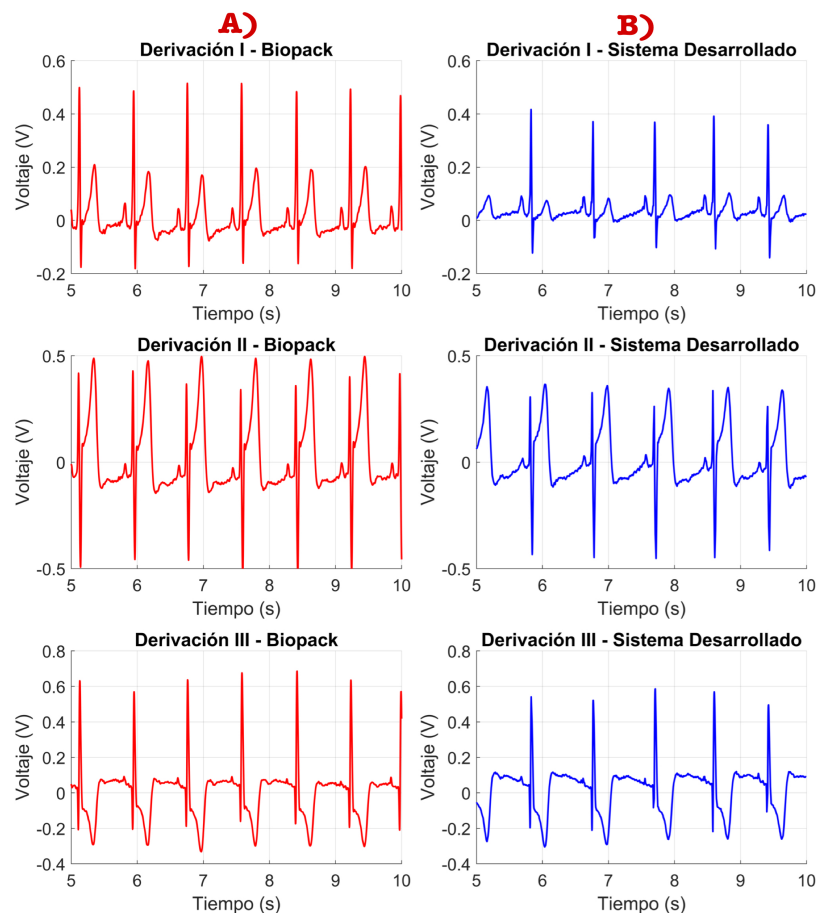 A)
Derivación I - Biopack
0.6
0.4
0.2
0
-0.2
Voltaje (V)
5 6 7 8 9 10
Tiempo (s)
B)
Derivación I - Sistema Desarrollado
0.6
0.4
0.2
0
-0.2
Voltaje (V)
5 6 7 8 9 10
Tiempo (s)
Derivación II - Biopack
0.5
0
-0.5
Voltaje (V)
5 6 7 8 9 10
Tiempo (s)
Derivación II - Sistema Desarrollado
0.5
0
-0.5
Voltaje (V)
5 6 7 8 9 10
Tiempo (s)
Derivación III - Biopack
0.8
0.6
0.4
0.2
0
-0.2
-0.4
Voltaje (V)
5 6 7 8 9 10
Tiempo (s)
Derivación III - Sistema Desarrollado
0.8
0.6
0.4
0.2
0
-0.2
-0.4
Voltaje (V)
5 6 7 8 9 10
Tiempo (s)